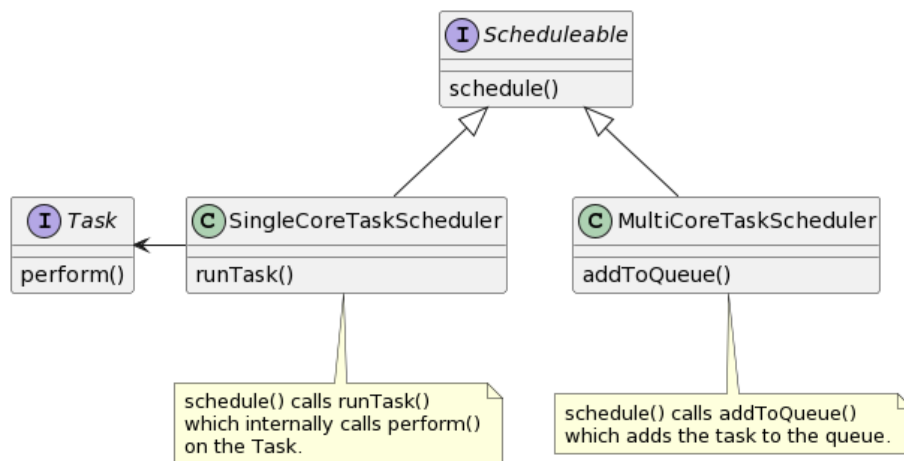 I Scheduleable
schedule()
I Task
perform()
C SingleCoreTaskScheduler
runTask()
C MultiCoreTaskScheduler
addToQueue()
schedule() calls runTask()
which internally calls perform()
on the Task.
schedule() calls addToQueue()
which adds the task to the queue.